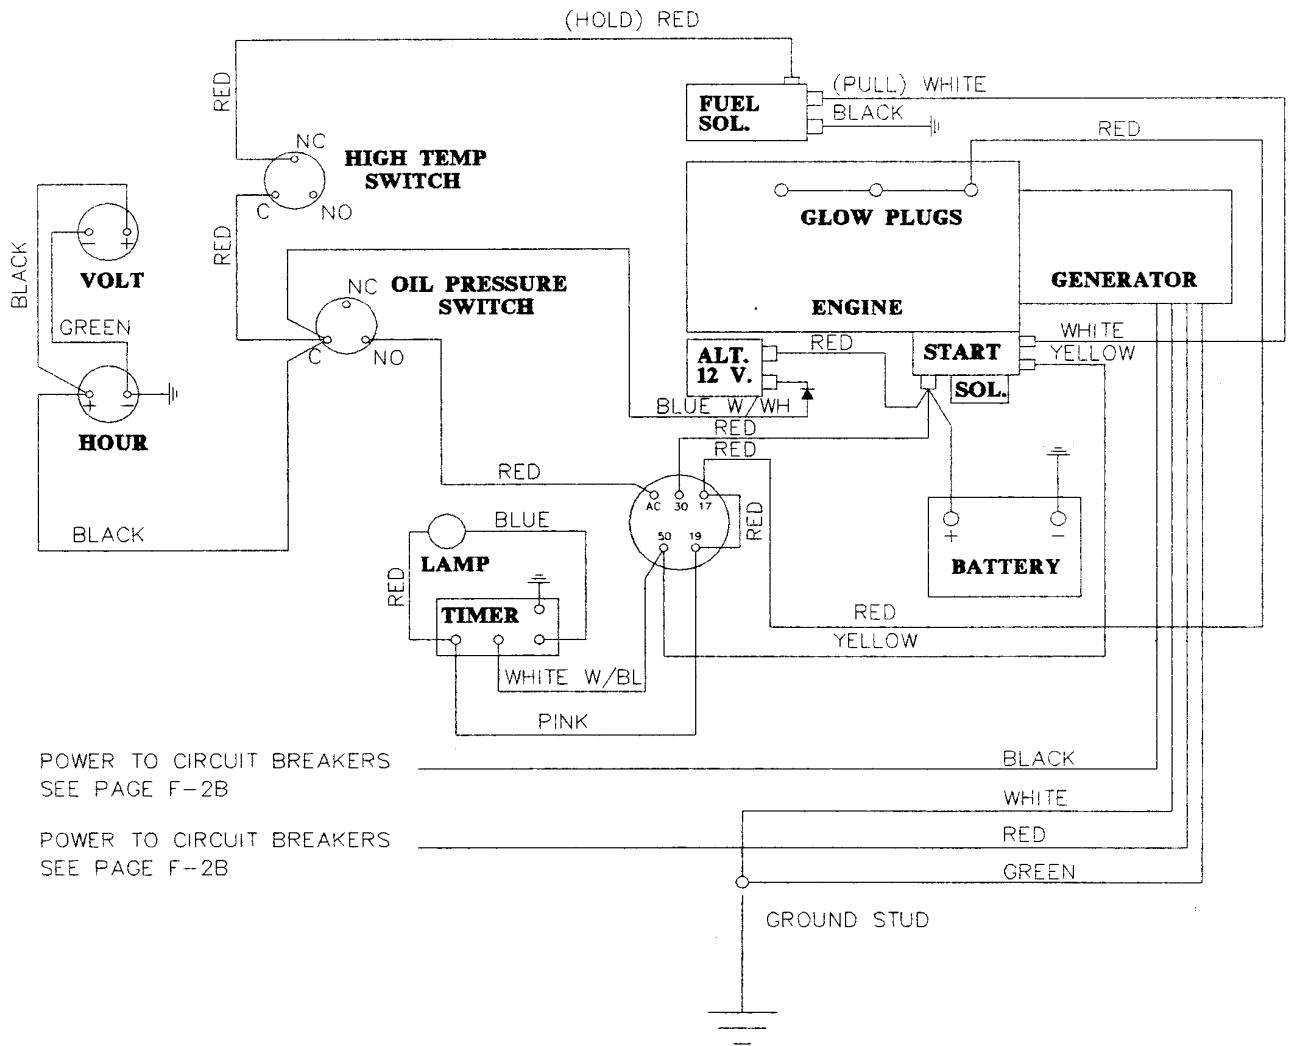 (HOLD) RED
RED
(PULL) WHITE
FUEL
SOL.
BLACK
RED
NC
HIGH TEMP
SWITCH
C
NO
GLOW PLUGS
RED
BLACK
- +
VOLT
NC
OIL PRESSURE
SWITCH
GENERATOR
ENGINE
GREEN
C
NO
RED
WHITE
START
YELLOW
ALT.
12 V.
SOL.
+ -
HOUR
BLUE W/WH
RED
RED
RED
AC 30 17
BLUE
RED
BLACK
50 19
+ -
BATTERY
LAMP
RED
TIMER
RED
YELLOW
WHITE W/BL
PINK
POWER TO CIRCUIT BREAKERS
SEE PAGE F-2B
BLACK
WHITE
POWER TO CIRCUIT BREAKERS
SEE PAGE F-2B
RED
GREEN
GROUND STUD